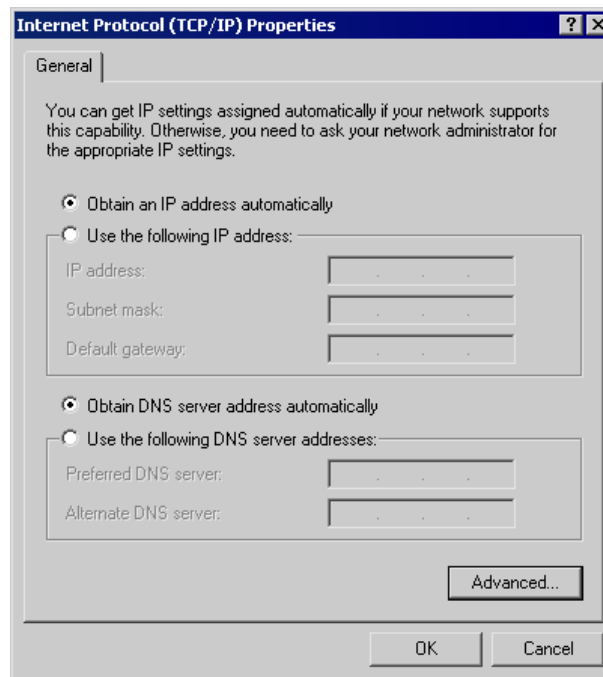 Internet Protocol (TCP/IP) Properties
General
You can get IP settings assigned automatically if your network supports
this capability. Otherwise, you need to ask your network administrator for
the appropriate IP settings.
Obtain an IP address automatically
Use the following IP address:
IP address:
Subnet mask:
Default gateway:
Obtain DNS server address automatically
Use the following DNS server addresses:
Preferred DNS server:
Alternate DNS server:
Advanced...
OK
Cancel